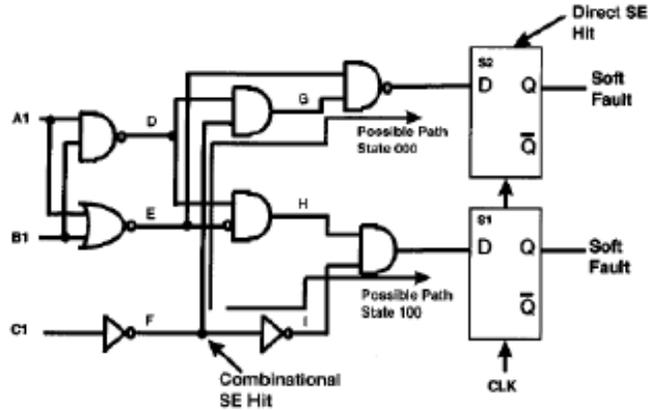 Direct SE
Hit
S2
D Q
Q
Soft
Fault
A1
D
G
Possible Path
State 000
B1
E
H
S1
D Q
Q
Soft
Fault
Possible Path
State 100
C1
F
I
Combinational
SE Hit
CLK